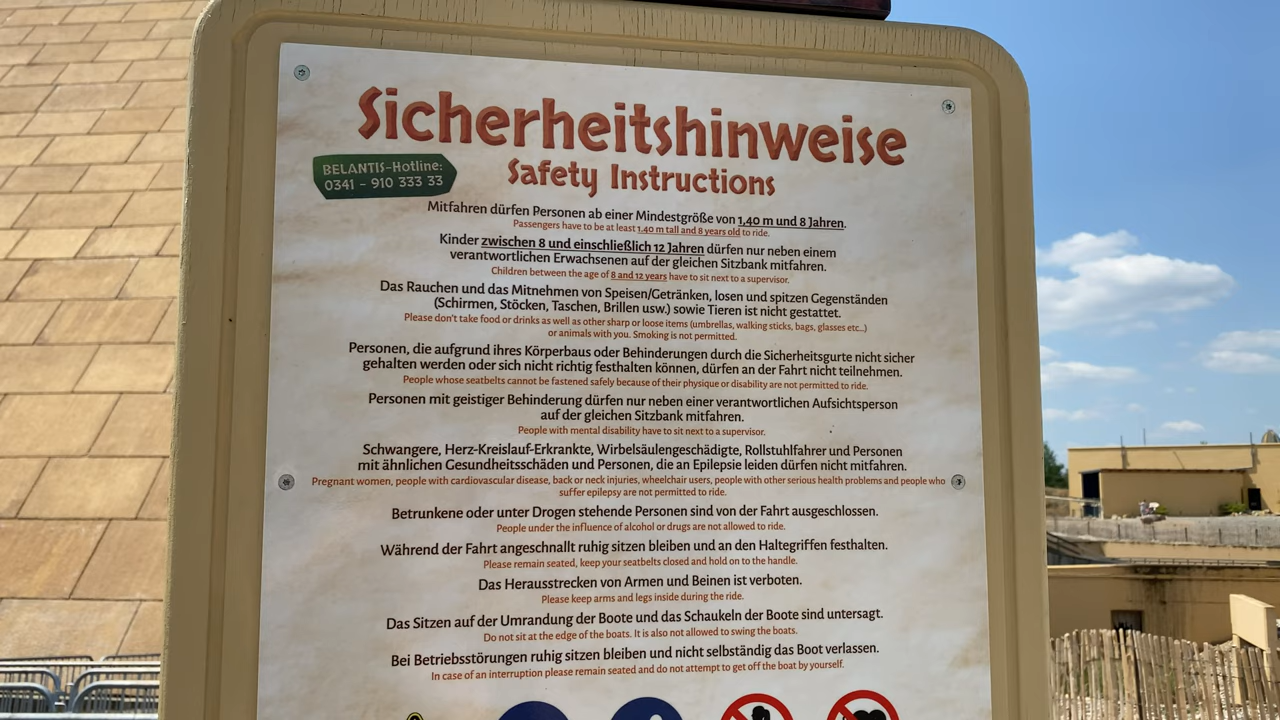 Sicherheitshinweise
Safety Instructions
BELANTIS-Hotline:
0341 - 910 333 33
Mitfahren dürfen Personen ab einer Mindestgröße von 1,40 m und 8 Jahren.
Passengers have to be at least 1,40 m tall and 8 years old to ride.
Kinder zwischen 8 und einschließlich 12 Jahren dürfen nur neben einem
verantwortlichen Erwachsenen auf der gleichen Sitzbank mitfahren.
Children between the age of 8 and 12 years have to sit next to a supervisor.
Das Rauchen und das Mitnehmen von Speisen/Getränken, losen und spitzen Gegenständen
(Schirmen, Stöcken, Taschen, Brillen usw.) sowie Tieren ist nicht gestattet.
Please don't take food or drinks as well as other sharp or loose items (umbrellas, walking sticks, bags, glasses etc...)
or animals with you. Smoking is not permitted.
Personen, die aufgrund ihres Körperbaus oder Behinderungen durch die Sicherheitsgurte nicht sicher
gehalten werden oder sich nicht richtig festhalten können, dürfen an der Fahrt nicht teilnehmen.
People whose seatbelts cannot be fastened safely because of their physique or disability are not permitted to ride.
Personen mit geistiger Behinderung dürfen nur neben einer verantwortlichen Aufsichtsperson
auf der gleichen Sitzbank mitfahren.
People with mental disability have to sit next to a supervisor.
Schwangere, Herz-Kreislauf-Erkrankte, Wirbelsäulengeschädigte, Rollstuhlfahrer und Personen
mit ähnlichen Gesundheitsschäden und Personen, die an Epilepsie leiden dürfen nicht mitfahren.
Pregnant women, people with cardiovascular disease, back or neck injuries, wheelchair users, people with other serious health problems and people who
suffer epilepsy are not permitted to ride.
Betrunkene oder unter Drogen stehende Personen sind von der Fahrt ausgeschlossen.
People under the influence of alcohol or drugs are not allowed to ride.
Während der Fahrt angeschnallt ruhig sitzen bleiben und an den Haltegriffen festhalten.
Please remain seated, keep your seatbelts closed and hold on to the handle.
Das Herausstrecken von Armen und Beinen ist verboten.
Please keep arms and legs inside during the ride.
Das Sitzen auf der Umrandung der Boote und das Schaukeln der Boote sind untersagt.
Do not sit at the edge of the boats. It is also not allowed to swing the boats.
Bei Betriebsstörungen ruhig sitzen bleiben und nicht selbständig das Boot verlassen.
In case of an interruption please remain seated and do not attempt to get off the boat by yourself.